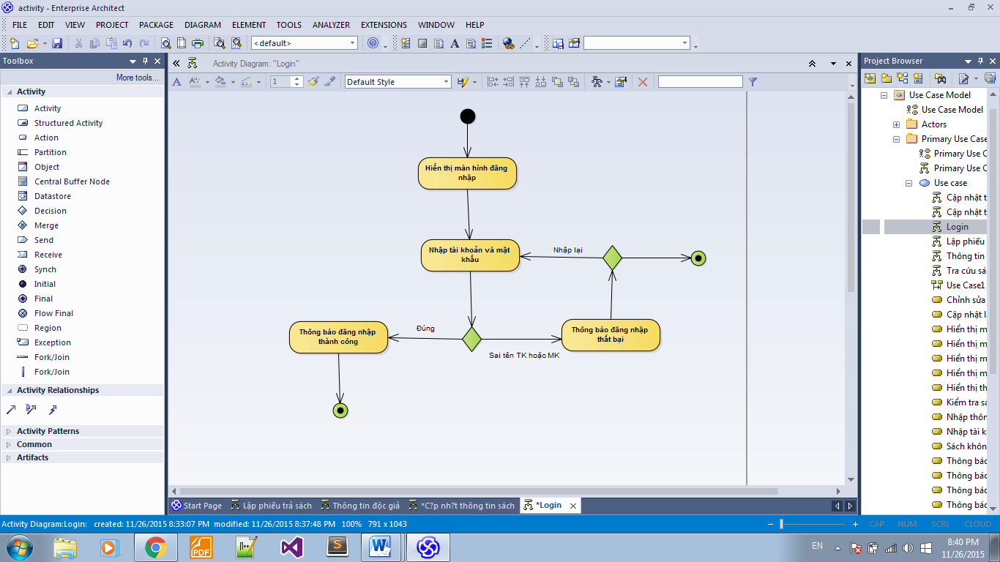 activity - Enterprise Architect
FILE EDIT VIEW PROJECT PACKAGE DIAGRAM ELEMENT TOOLS ANALYZER EXTENSIONS WINDOW HELP
<default>
Toolbox
More tools...
Activity
Activity
Structured Activity
Action
Partition
Object
Central Buffer Node
Datastore
Decision
Merge
Send
Receive
Synch
Initial
Final
Flow Final
Region
Exception
Fork/Join
Fork/Join
Activity Relationships
Activity Patterns
Common
Artifacts
Activity Diagram: "Login"
1
Default Style
Hiển thị màn hình đăng
nhập
Nhập tài khoản và mật
khẩu
Nhập lại
Thông báo đăng nhập
thành công
Đúng
Sai tên TK hoặc MK
Thông báo đăng nhập
thất bại
Project Browser
Use Case Model
Use Case Model
Actors
Primary Use Case
Primary Use C
Primary Use C
Use case
Cập nhật t
Cập nhật t
Login
Lập phiếu
Thông tin
Tra cứu sá
Use Case1
Chỉnh sửa
Cập nhật l
Hiển thị m
Hiển thị m
Hiển thị m
Hiển thị m
Hiển thị th
Kiểm tra sá
Nhập thôn
Nhập tài k
Sách khôn
Thông báo
Thông báo
Thông báo
Thông báo
Start Page Lập phiếu trả sách Thông tin độc giả *C?p nh?t thông tin sách *Login
Activity Diagram:Login: created: 11/26/2015 8:33:07 PM modified: 11/26/2015 8:37:48 PM 100% 791 x 1043
CAP NUM SCRL CLOUD
PDF
EN
8:40 PM
11/26/2015